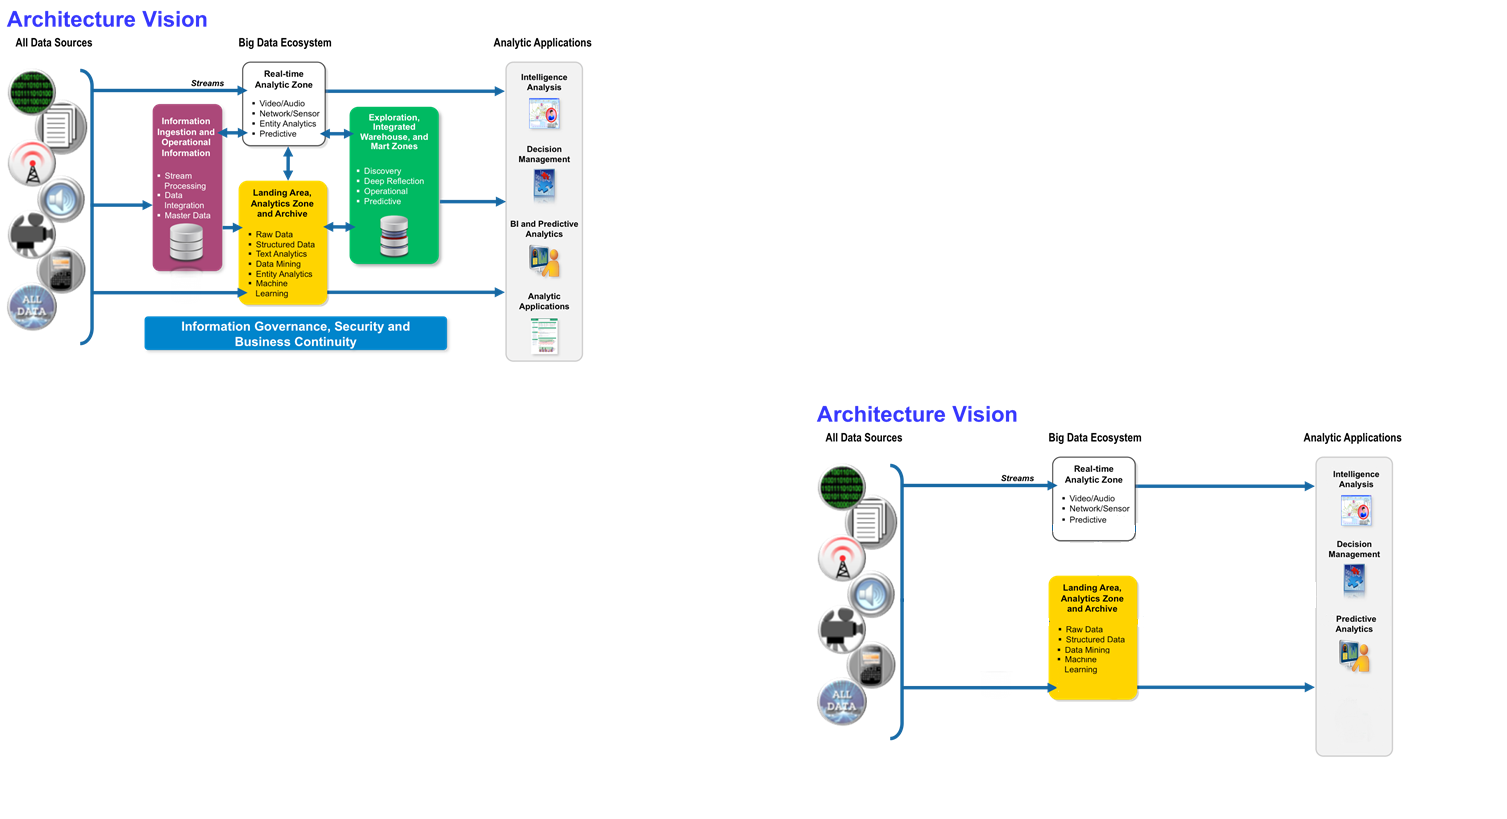 Architecture Vision
All Data Sources
Big Data Ecosystem
Analytic Applications
Streams
Real-time
Analytic Zone
▪ Video/Audio
▪ Network/Sensor
▪ Entity Analytics
▪ Predictive
Information
Ingestion and
Operational
Information
▪ Stream
Processing
▪ Data
Integration
▪ Master Data
Exploration,
Integrated
Warehouse, and
Mart Zones
▪ Discovery
▪ Deep Reflection
▪ Operational
▪ Predictive
Landing Area,
Analytics Zone
and Archive
▪ Raw Data
▪ Structured Data
▪ Text Analytics
▪ Data Mining
▪ Entity Analytics
▪ Machine
Learning
ALL
DATA
Information Governance, Security and
Business Continuity
Intelligence
Analysis
Decision
Management
BI and Predictive
Analytics
Analytic
Applications
Architecture Vision
All Data Sources
Big Data Ecosystem
Analytic Applications
Streams
Real-time
Analytic Zone
▪ Video/Audio
▪ Network/Sensor
▪ Predictive
Landing Area,
Analytics Zone
and Archive
▪ Raw Data
▪ Structured Data
▪ Data Mining
▪ Machine
Learning
ALL
DATA
Intelligence
Analysis
Decision
Management
Predictive
Analytics